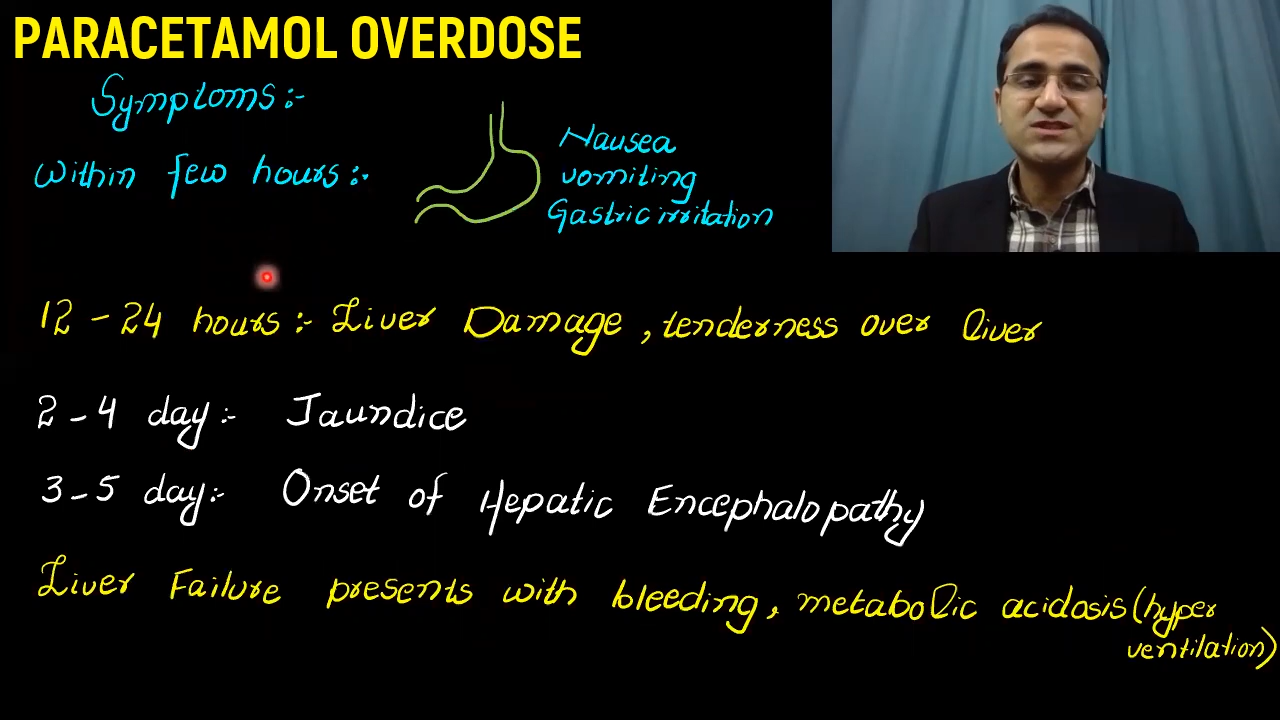 PARACETAMOL OVERDOSE
Symptoms:-
Within few hours:-
Nausea
vomiting
Gastric irritation
12-24 hours:- Liver Damage, tenderness over liver
2-4 day:- Jaundice
3-5 day:- Onset of Hepatic Encephalopathy
Liver Failure presents with bleeding, metabolic acidosis (hyper
ventilation)